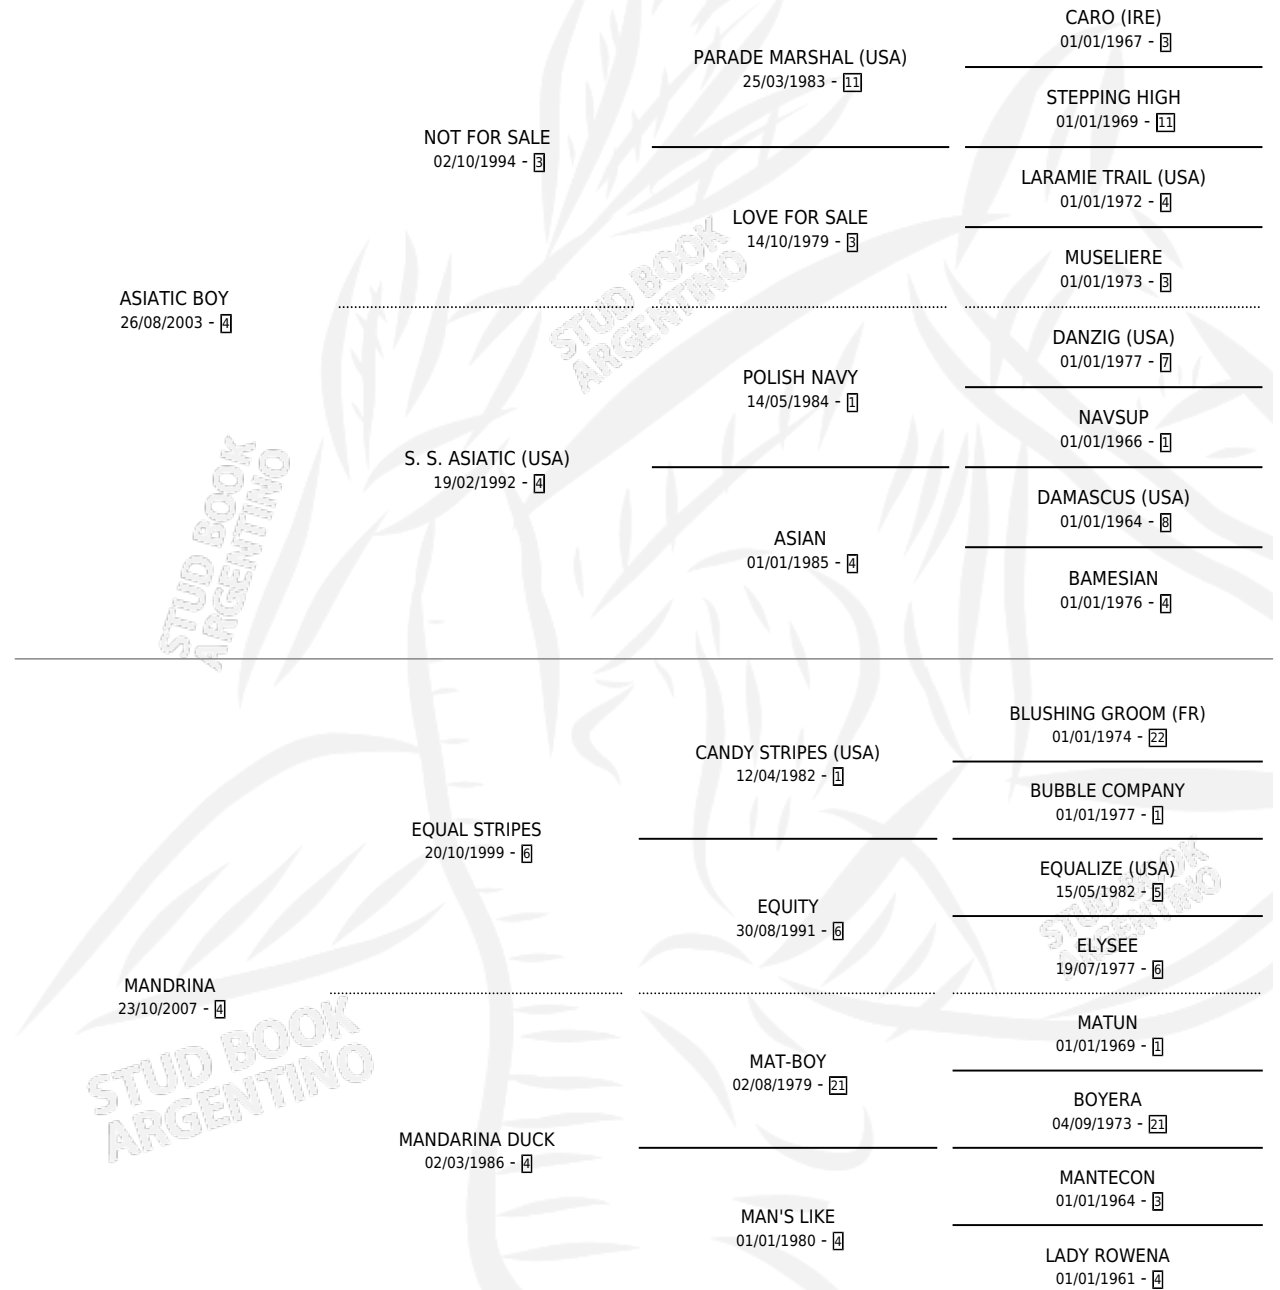 CARO (IRE)
01/01/1967 - 3
PARADE MARSHAL (USA)
25/03/1983 - 11
STEPPING HIGH
01/01/1969 - 11
NOT FOR SALE
02/10/1994 - 3
LARAMIE TRAIL (USA)
01/01/1972 - 4
LOVE FOR SALE
14/10/1979 - 3
MUSELIERE
01/01/1973 - 3
ASIATIC BOY
26/08/2003 - 4
STUD BOOK
ARGENTINO
DANZIG (USA)
01/01/1977 - 7
POLISH NAVY
14/05/1984 - 1
NAVSUP
01/01/1966 - 1
S. S. ASIATIC (USA)
19/02/1992 - 4
DAMASCUS (USA)
01/01/1964 - 8
ASIAN
01/01/1985 - 4
BAMESIAN
01/01/1976 - 4
STUD BOOK
ARGENTINO
BLUSHING GROOM (FR)
01/01/1974 - 22
CANDY STRIPES (USA)
12/04/1982 - 1
BUBBLE COMPANY
01/01/1977 - 1
EQUAL STRIPES
20/10/1999 - 6
EQUALIZE (USA)
15/05/1982 - 5
EQUITY
30/08/1991 - 6
STUD BOOK
ARGENTINO
ELYSEE
19/07/1977 - 6
MANDRINA
23/10/2007 - 4
STUD BOOK
ARGENTINO
MATUN
01/01/1969 - 1
MAT-BOY
02/08/1979 - 21
BOYERA
04/09/1973 - 21
MANDARINA DUCK
02/03/1986 - 4
MANTECON
01/01/1964 - 3
MAN'S LIKE
01/01/1980 - 4
LADY ROWENA
01/01/1961 - 4